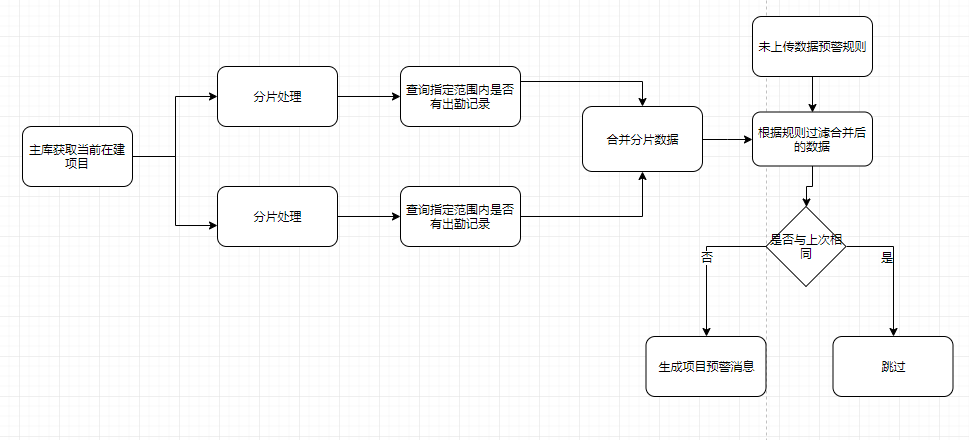 未上传数据预警规则
分片处理
查询指定范围内是否
有出勤记录
合并分片数据
根据规则过滤合并后
的数据
主库获取当前在建
项目
分片处理
查询指定范围内是否
有出勤记录
是否与上次相
同
否
是
生成项目预警消息
跳过